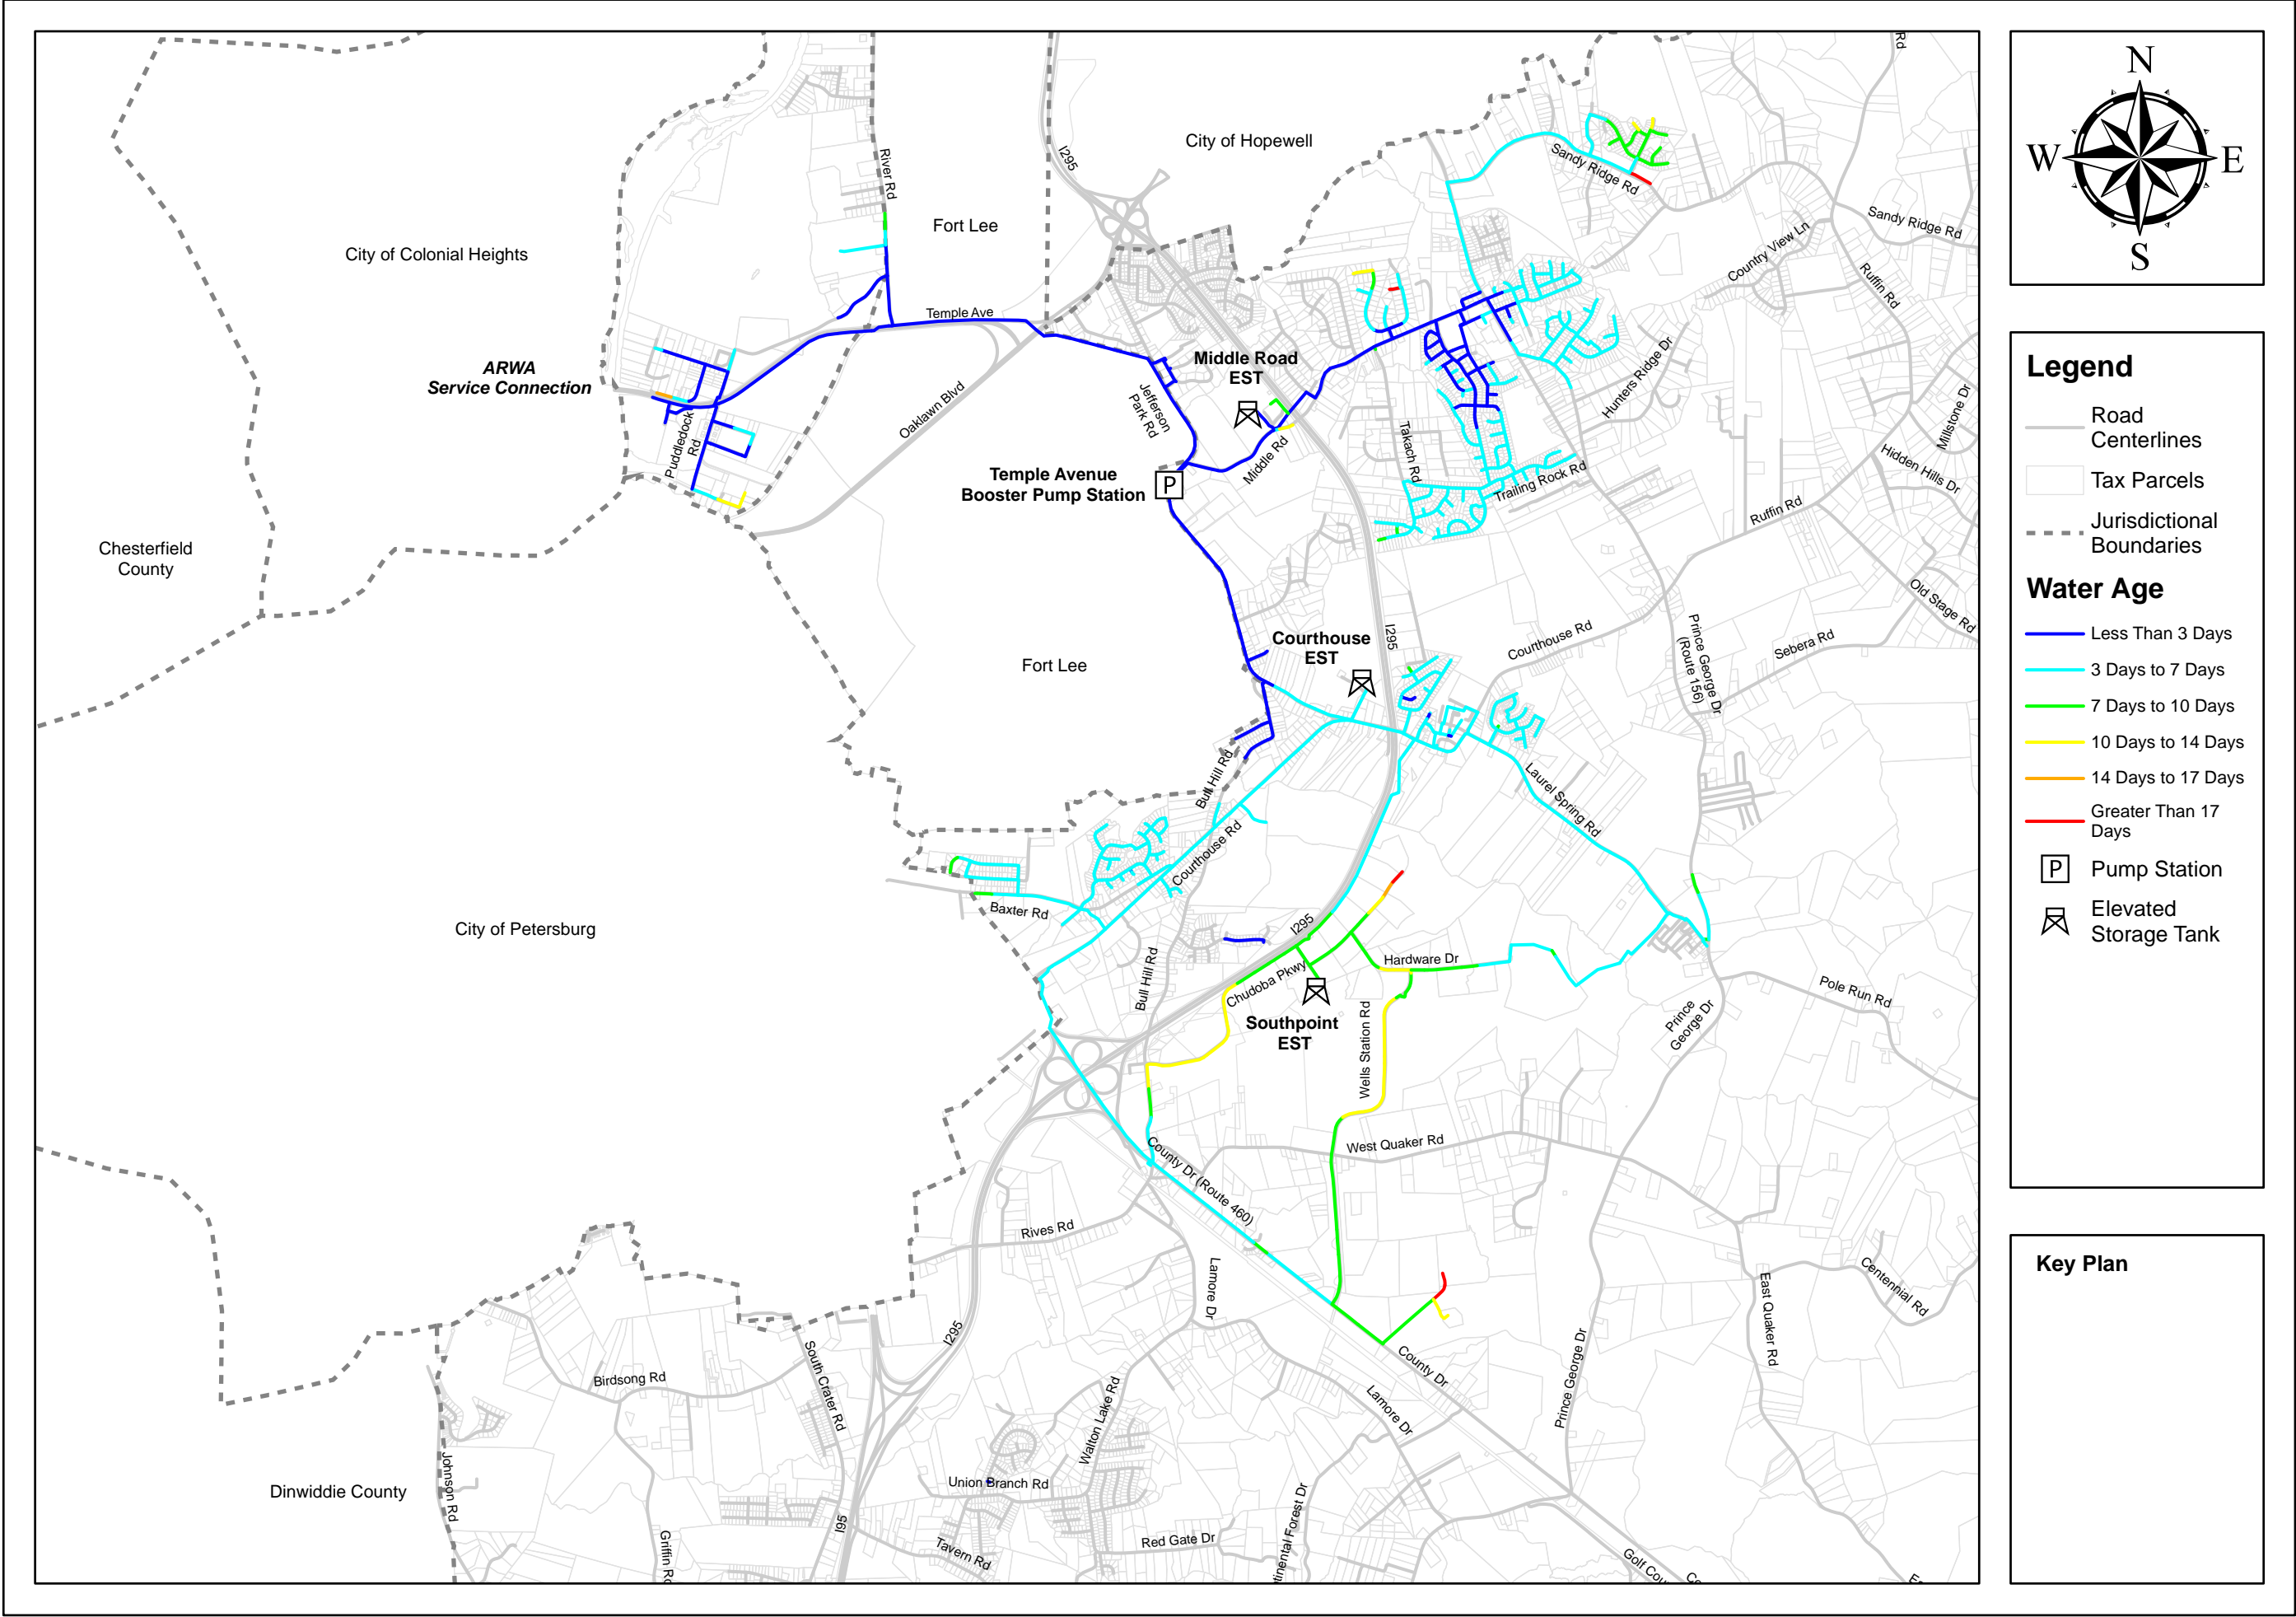 City of Hopewell
Rd
I295
River Rd
Fort Lee
City of Colonial Heights
Sandy Ridge Rd
Sandy Ridge Rd
Country View Ln
Ruffin Rd
Temple Ave
ARWA
Service Connection
Middle Road
EST
Jefferson
Park Rd
Oaklawn Blvd
Puddledock
Rd
Middle Rd
Takach Rd
Hunters Ridge Dr
Millstone Dr
Hidden Hills Dr
Trailing Rock Rd
Temple Avenue
Booster Pump Station
P
Ruffin Rd
Chesterfield
County
Old Stage Rd
Courthouse
EST
I295
Courthouse Rd
Prince George Dr
(Route 156)
Sebera Rd
Fort Lee
Bull Hill Rd
Laurel Spring Rd
Courthouse Rd
Baxter Rd
City of Petersburg
I295
Bull Hill Rd
Chudoba Pkwy
Hardware Dr
Southpoint
EST
Wells Station Rd
Prince
George Dr
Pole Run Rd
West Quaker Rd
County Dr (Route 460)
Rives Rd
Lamore Dr
East Quaker Rd
Centennial Rd
I295
South Crater Rd
Birdsong Rd
County Dr
Prince George Dr
Lamore Dr
Walton Lake Rd
Johnson Rd
Dinwiddie County
Union Branch Rd
I95
Griffin Rd
Tavern Rd
Red Gate Dr
tinental Forest Dr
Golf Cou
Co
N
W
E
S
Legend
Road
Centerlines
Tax Parcels
Jurisdictional
Boundaries
Water Age
Less Than 3 Days
3 Days to 7 Days
7 Days to 10 Days
10 Days to 14 Days
14 Days to 17 Days
Greater Than 17
Days
P
Pump Station
Elevated
Storage Tank
Key Plan